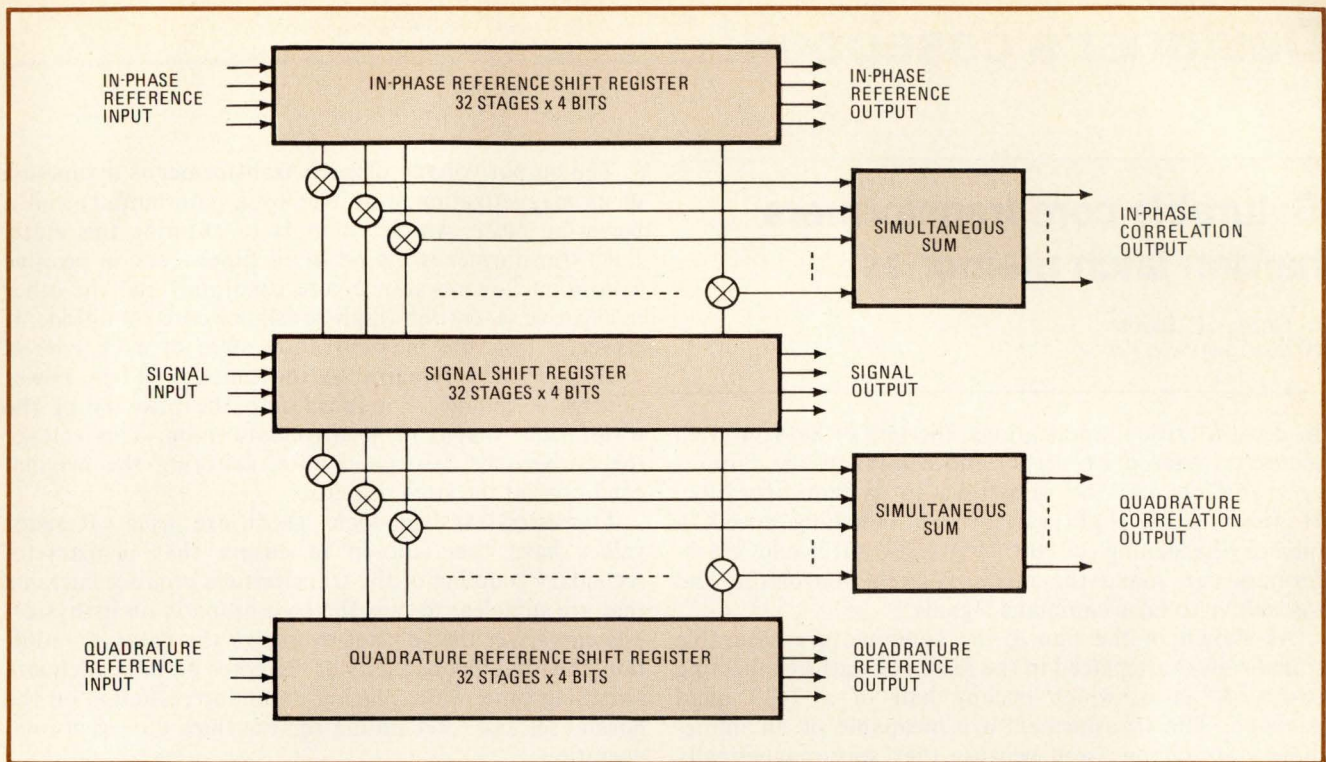 IN-PHASE
REFERENCE
INPUT
IN-PHASE REFERENCE SHIFT REGISTER
32 STAGES x 4 BITS
IN-PHASE
REFERENCE
OUTPUT
SIMULTANEOUS
SUM
IN-PHASE
CORRELATION
OUTPUT
SIGNAL
INPUT
SIGNAL SHIFT REGISTER
32 STAGES x 4 BITS
SIGNAL
OUTPUT
SIMULTANEOUS
SUM
QUADRATURE
CORRELATION
OUTPUT
QUADRATURE
REFERENCE
INPUT
QUADRATURE REFERENCE SHIFT REGISTER
32 STAGES x 4 BITS
QUADRATURE
REFERENCE
OUTPUT